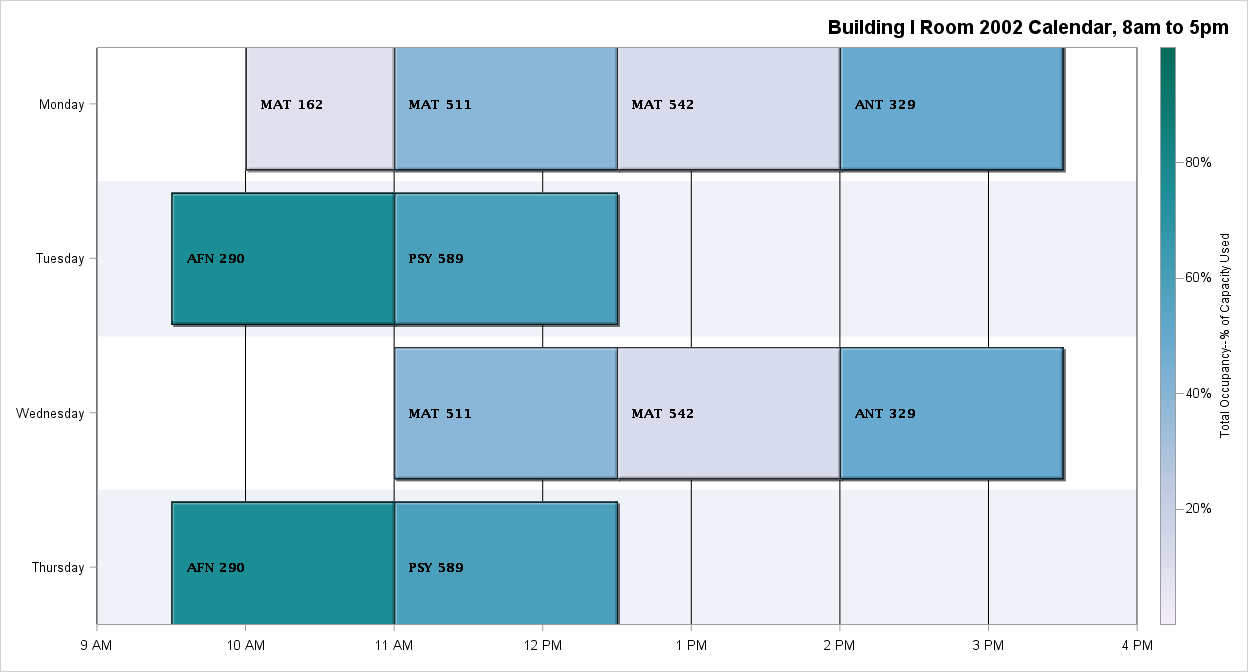 Building I Room 2002 Calendar, 8am to 5pm
Monday
MAT 162
MAT 511
MAT 542
ANT 329
Tuesday
AFN 290
PSY 589
Wednesday
MAT 511
MAT 542
ANT 329
Thursday
AFN 290
PSY 589
9 AM
10 AM
11 AM
12 PM
1 PM
2 PM
3 PM
4 PM
80%
60%
40%
20%
Total Occupancy--% of Capacity Used